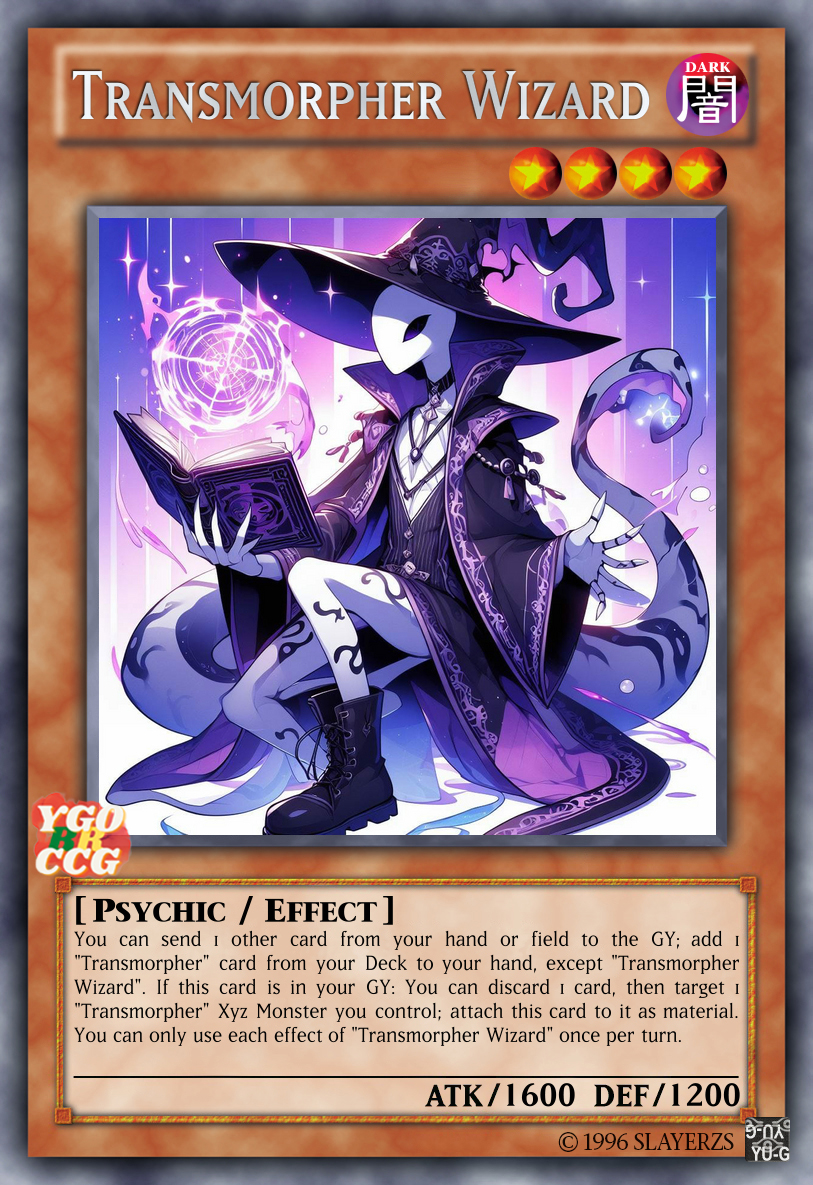 Transmorpher Wizard
DARK
闇
YGO
RR
CCG
[ Psychic / Effect ]
You can send 1 other card from your hand or field to the GY; add 1
"Transmorpher" card from your Deck to your hand, except "Transmorpher
Wizard". If this card is in your GY: You can discard 1 card, then target 1
"Transmorpher" Xyz Monster you control; attach this card to it as material.
You can only use each effect of "Transmorpher Wizard" once per turn.
ATK/1600 DEF/1200
© 1996 SLAYERZS
YU-G